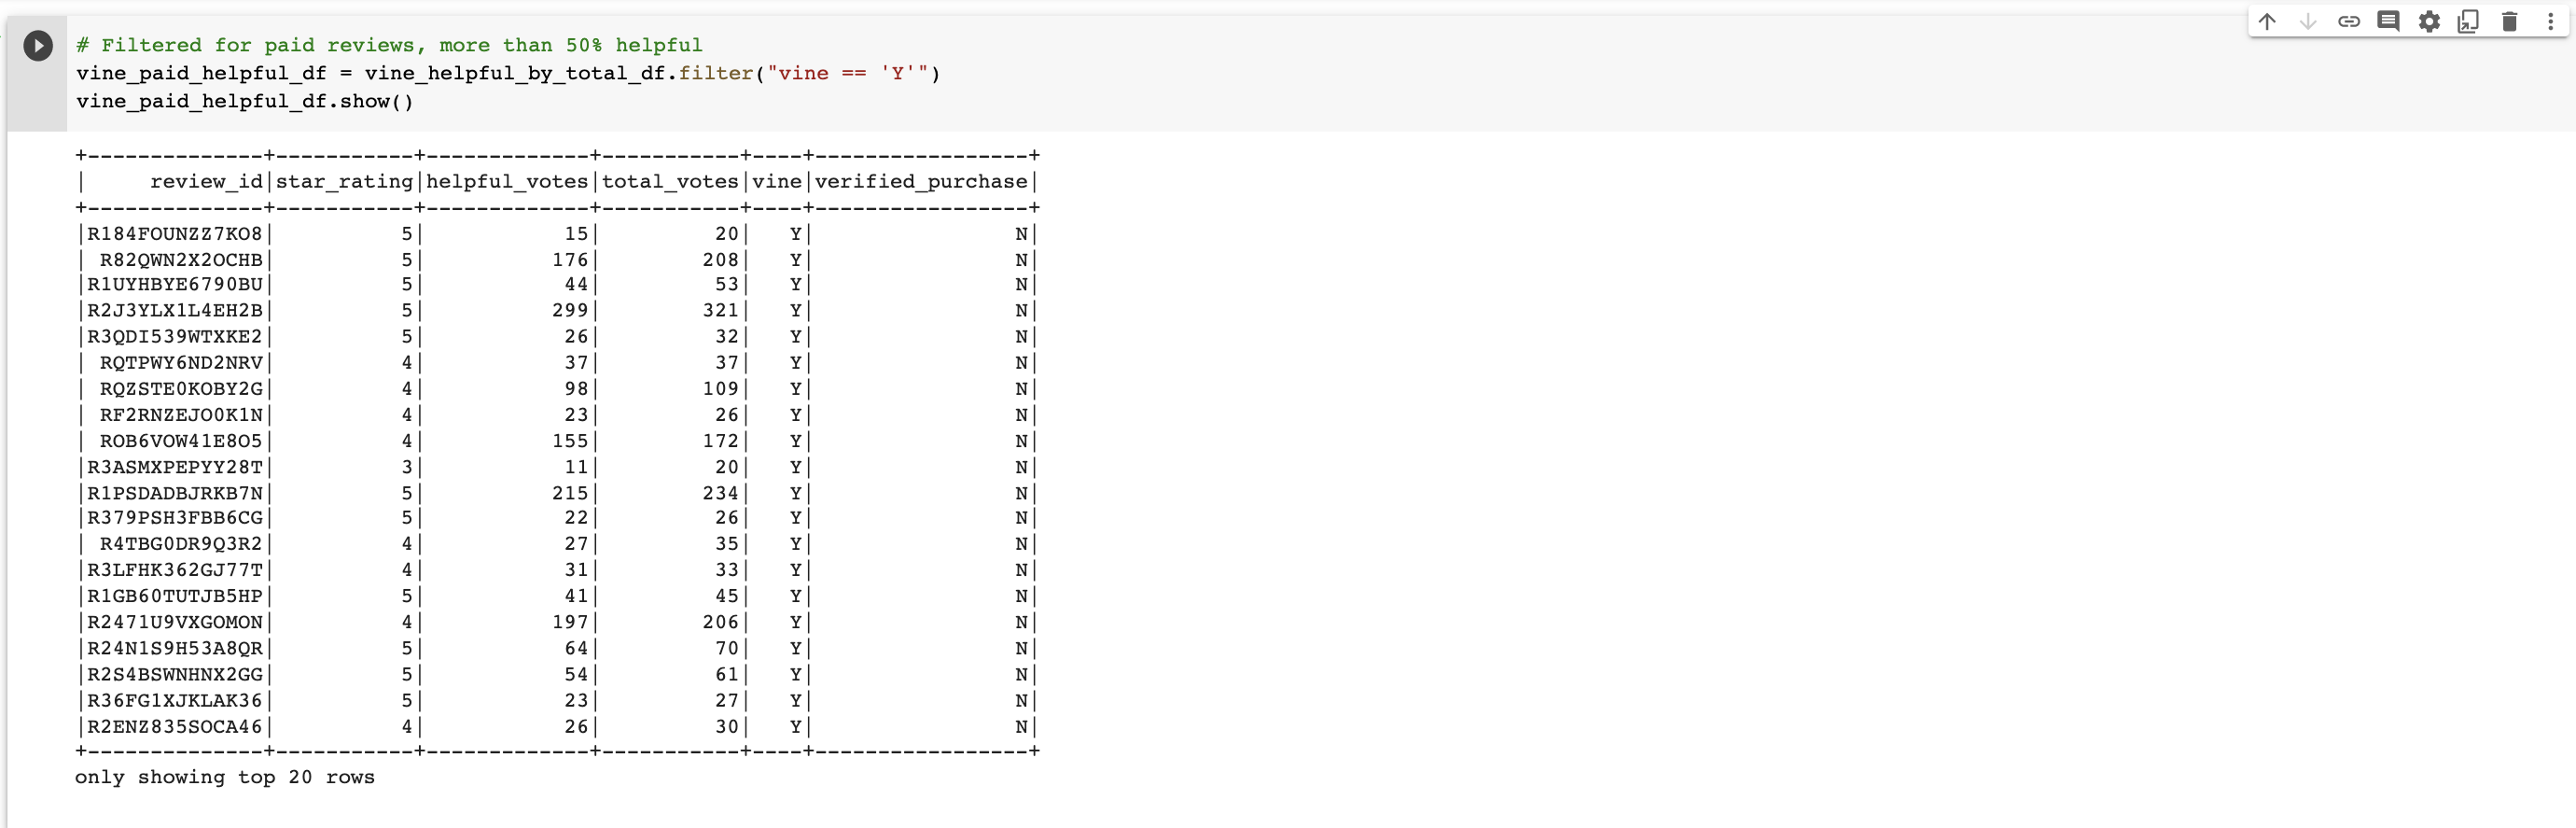 # Filtered for paid reviews, more than 50% helpful
vine_paid_helpful_df = vine_helpful_by_total_df.filter("vine == 'Y'")
vine_paid_helpful_df.show()
+--------------+-----------+-------------+-----------+----+-----------------+
|     review_id|star_rating|helpful_votes|total_votes|vine|verified_purchase|
+--------------+-----------+-------------+-----------+----+-----------------+
|R184FOUNZZ7KO8|          5|           15|         20|   Y|                N|
| R82QWN2X2OCHB|          5|          176|        208|   Y|                N|
|R1UYHBYE6790BU|          5|           44|         53|   Y|                N|
|R2J3YLX1L4EH2B|          5|          299|        321|   Y|                N|
|R3QDI539WTXKE2|          5|           26|         32|   Y|                N|
| RQTPWY6ND2NRV|          4|           37|         37|   Y|                N|
| RQZSTE0KOBY2G|          4|           98|        109|   Y|                N|
| RF2RNZEJO0K1N|          4|           23|         26|   Y|                N|
| ROB6VOW41E8O5|          4|          155|        172|   Y|                N|
|R3ASMXPEPYY28T|          3|           11|         20|   Y|                N|
|R1PSDADBJRKB7N|          5|          215|        234|   Y|                N|
|R379PSH3FBB6CG|          5|           22|         26|   Y|                N|
| R4TBG0DR9Q3R2|          4|           27|         35|   Y|                N|
|R3LFHK362GJ77T|          4|           31|         33|   Y|                N|
|R1GB60TUTJB5HP|          5|           41|         45|   Y|                N|
|R2471U9VXGOMON|          4|          197|        206|   Y|                N|
|R24N1S9H53A8QR|          5|           64|         70|   Y|                N|
|R2S4BSWNHNX2GG|          5|           54|         61|   Y|                N|
|R36FG1XJKLAK36|          5|           23|         27|   Y|                N|
|R2ENZ835SOCA46|          4|           26|         30|   Y|                N|
+--------------+-----------+-------------+-----------+----+-----------------+
only showing top 20 rows